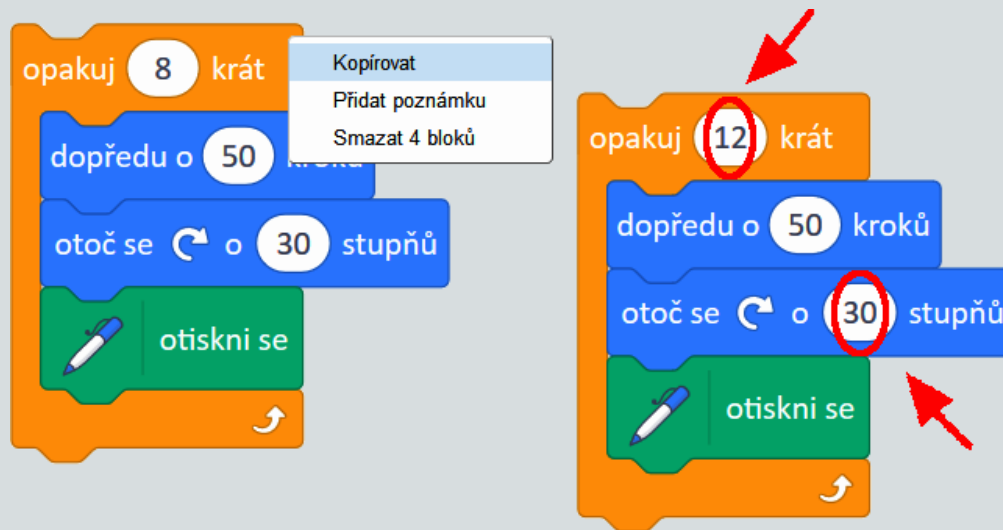 opakuj 8 krát
Kopírovat
Přidat poznámku
Smazat 4 bloků
dopředu o 50
otoč se o 30 stupňů
otiskni se
opakuj 12 krát
dopředu o 50 kroků
otoč se o 30 stupňů
otiskni se